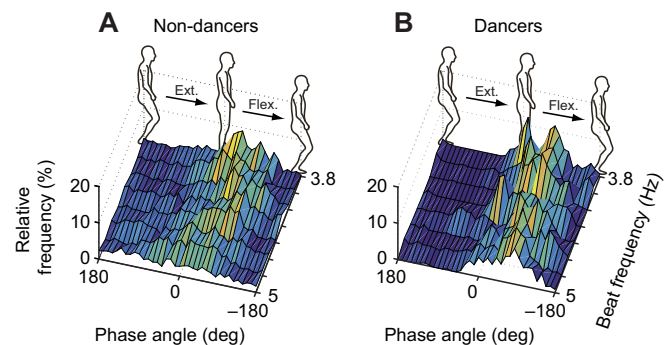 A Non-dancers
Ext.
Flex.
3.8
20
10
0
180
0
–180
5
Relative
frequency (%)
Phase angle (deg)
B Dancers
Ext.
Flex.
3.8
20
10
0
180
0
–180
5
Beat frequency (Hz)
Phase angle (deg)